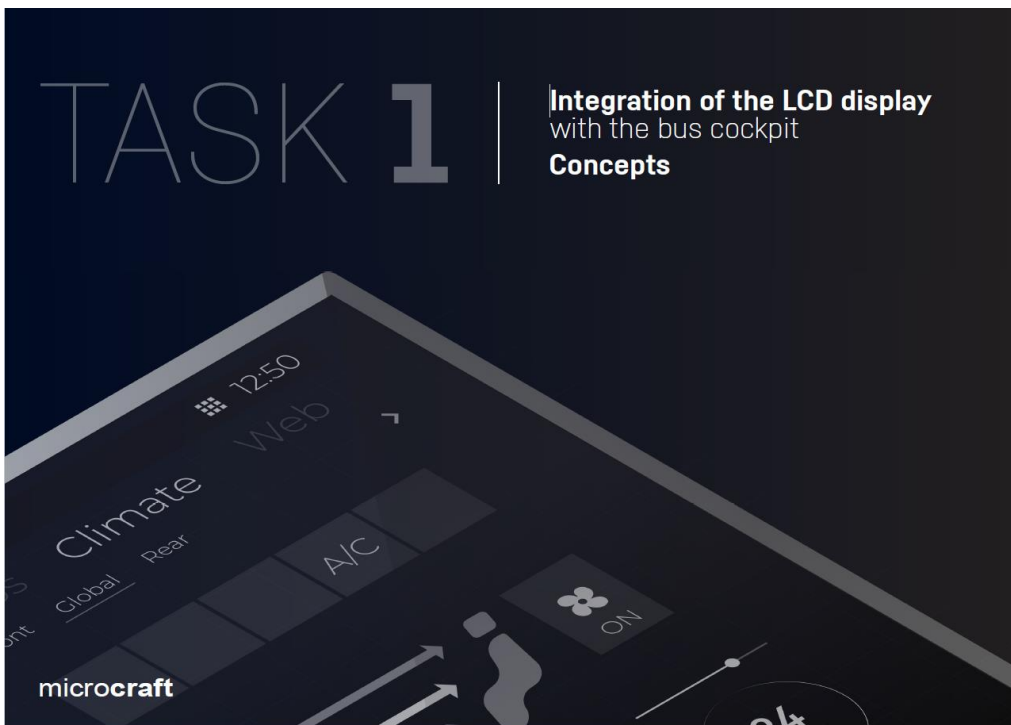 TASK 1
Integration of the LCD display
with the bus cockpit
Concepts
12:50
Web
Climate
Global Rear
A/C
ON
microcraft